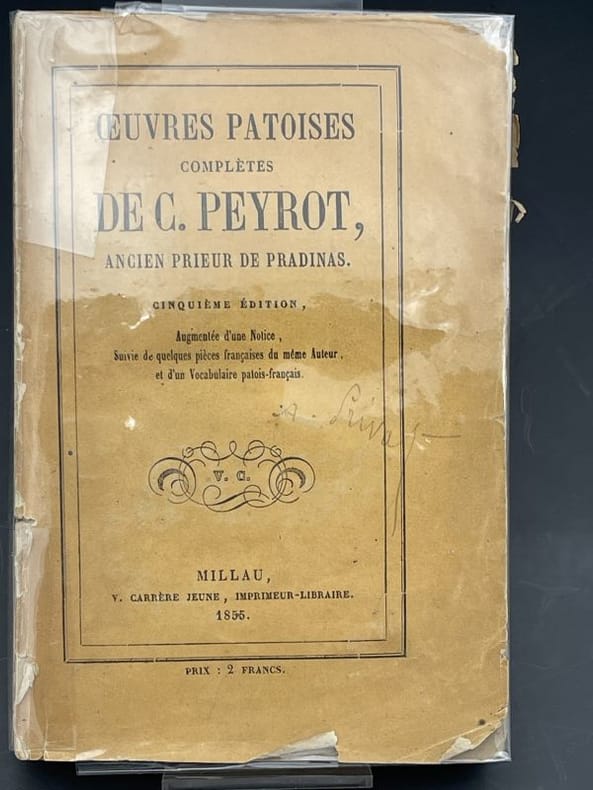 ŒUVRES PATOISES
COMPLÈTES
DE C. PEYROT,
ANCIEN PRIEUR DE PRADINAS.
CINQUIÈME ÉDITION,
Augmentée d'une Notice,
Suivie de quelques pièces françaises du même Auteur,
et d'un Vocabulaire patois-français.
A. Privat
V. C.
MILLAU,
V. CARRÈRE JEUNE, IMPRIMEUR-LIBRAIRE.
1855.
PRIX : 2 FRANCS.